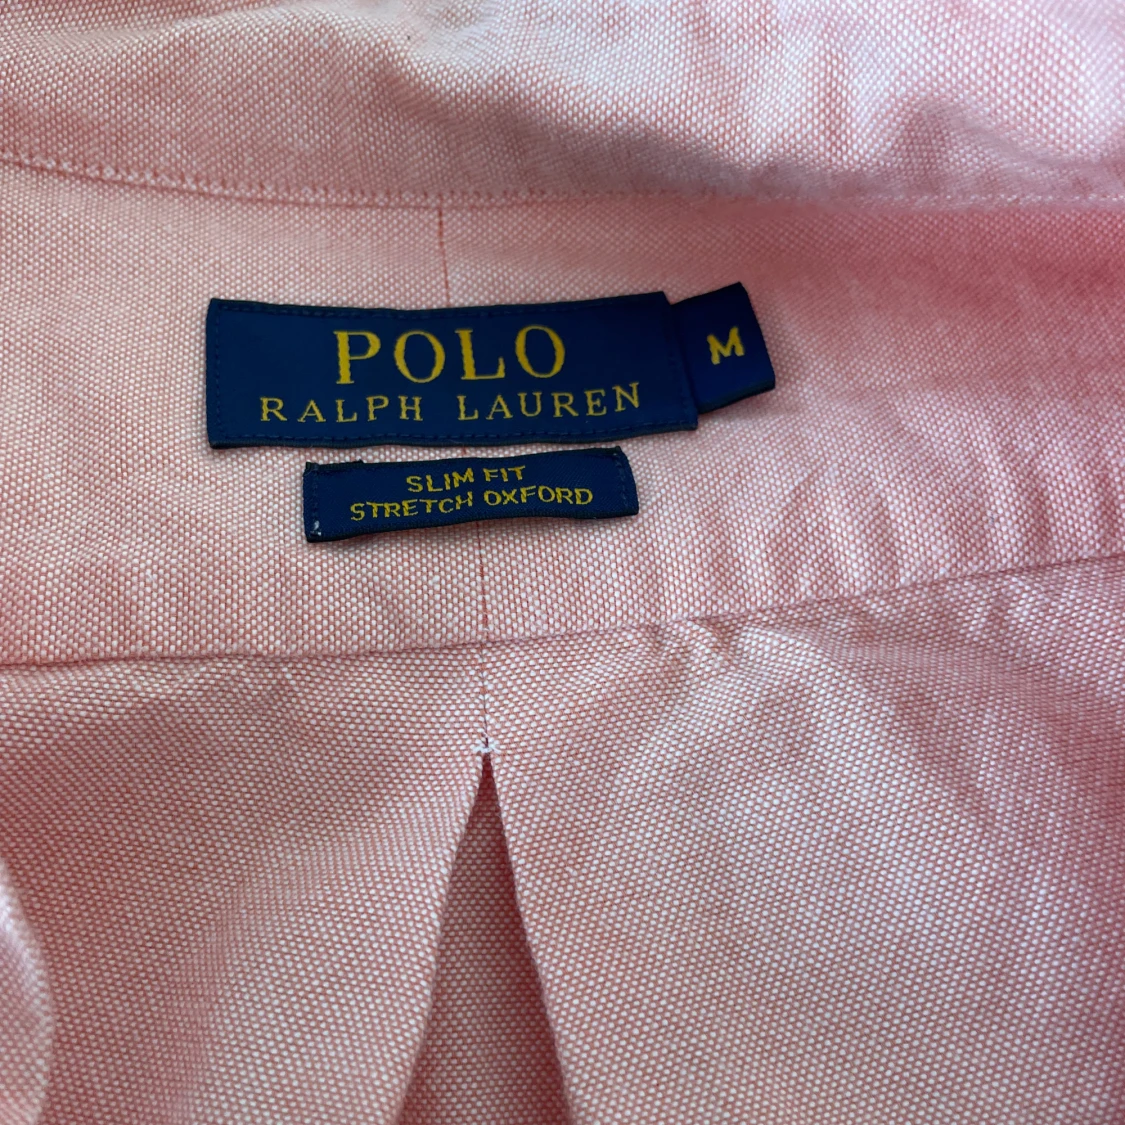 POLO
RALPH LAUREN
M
SLIM FIT
STRETCH OXFORD